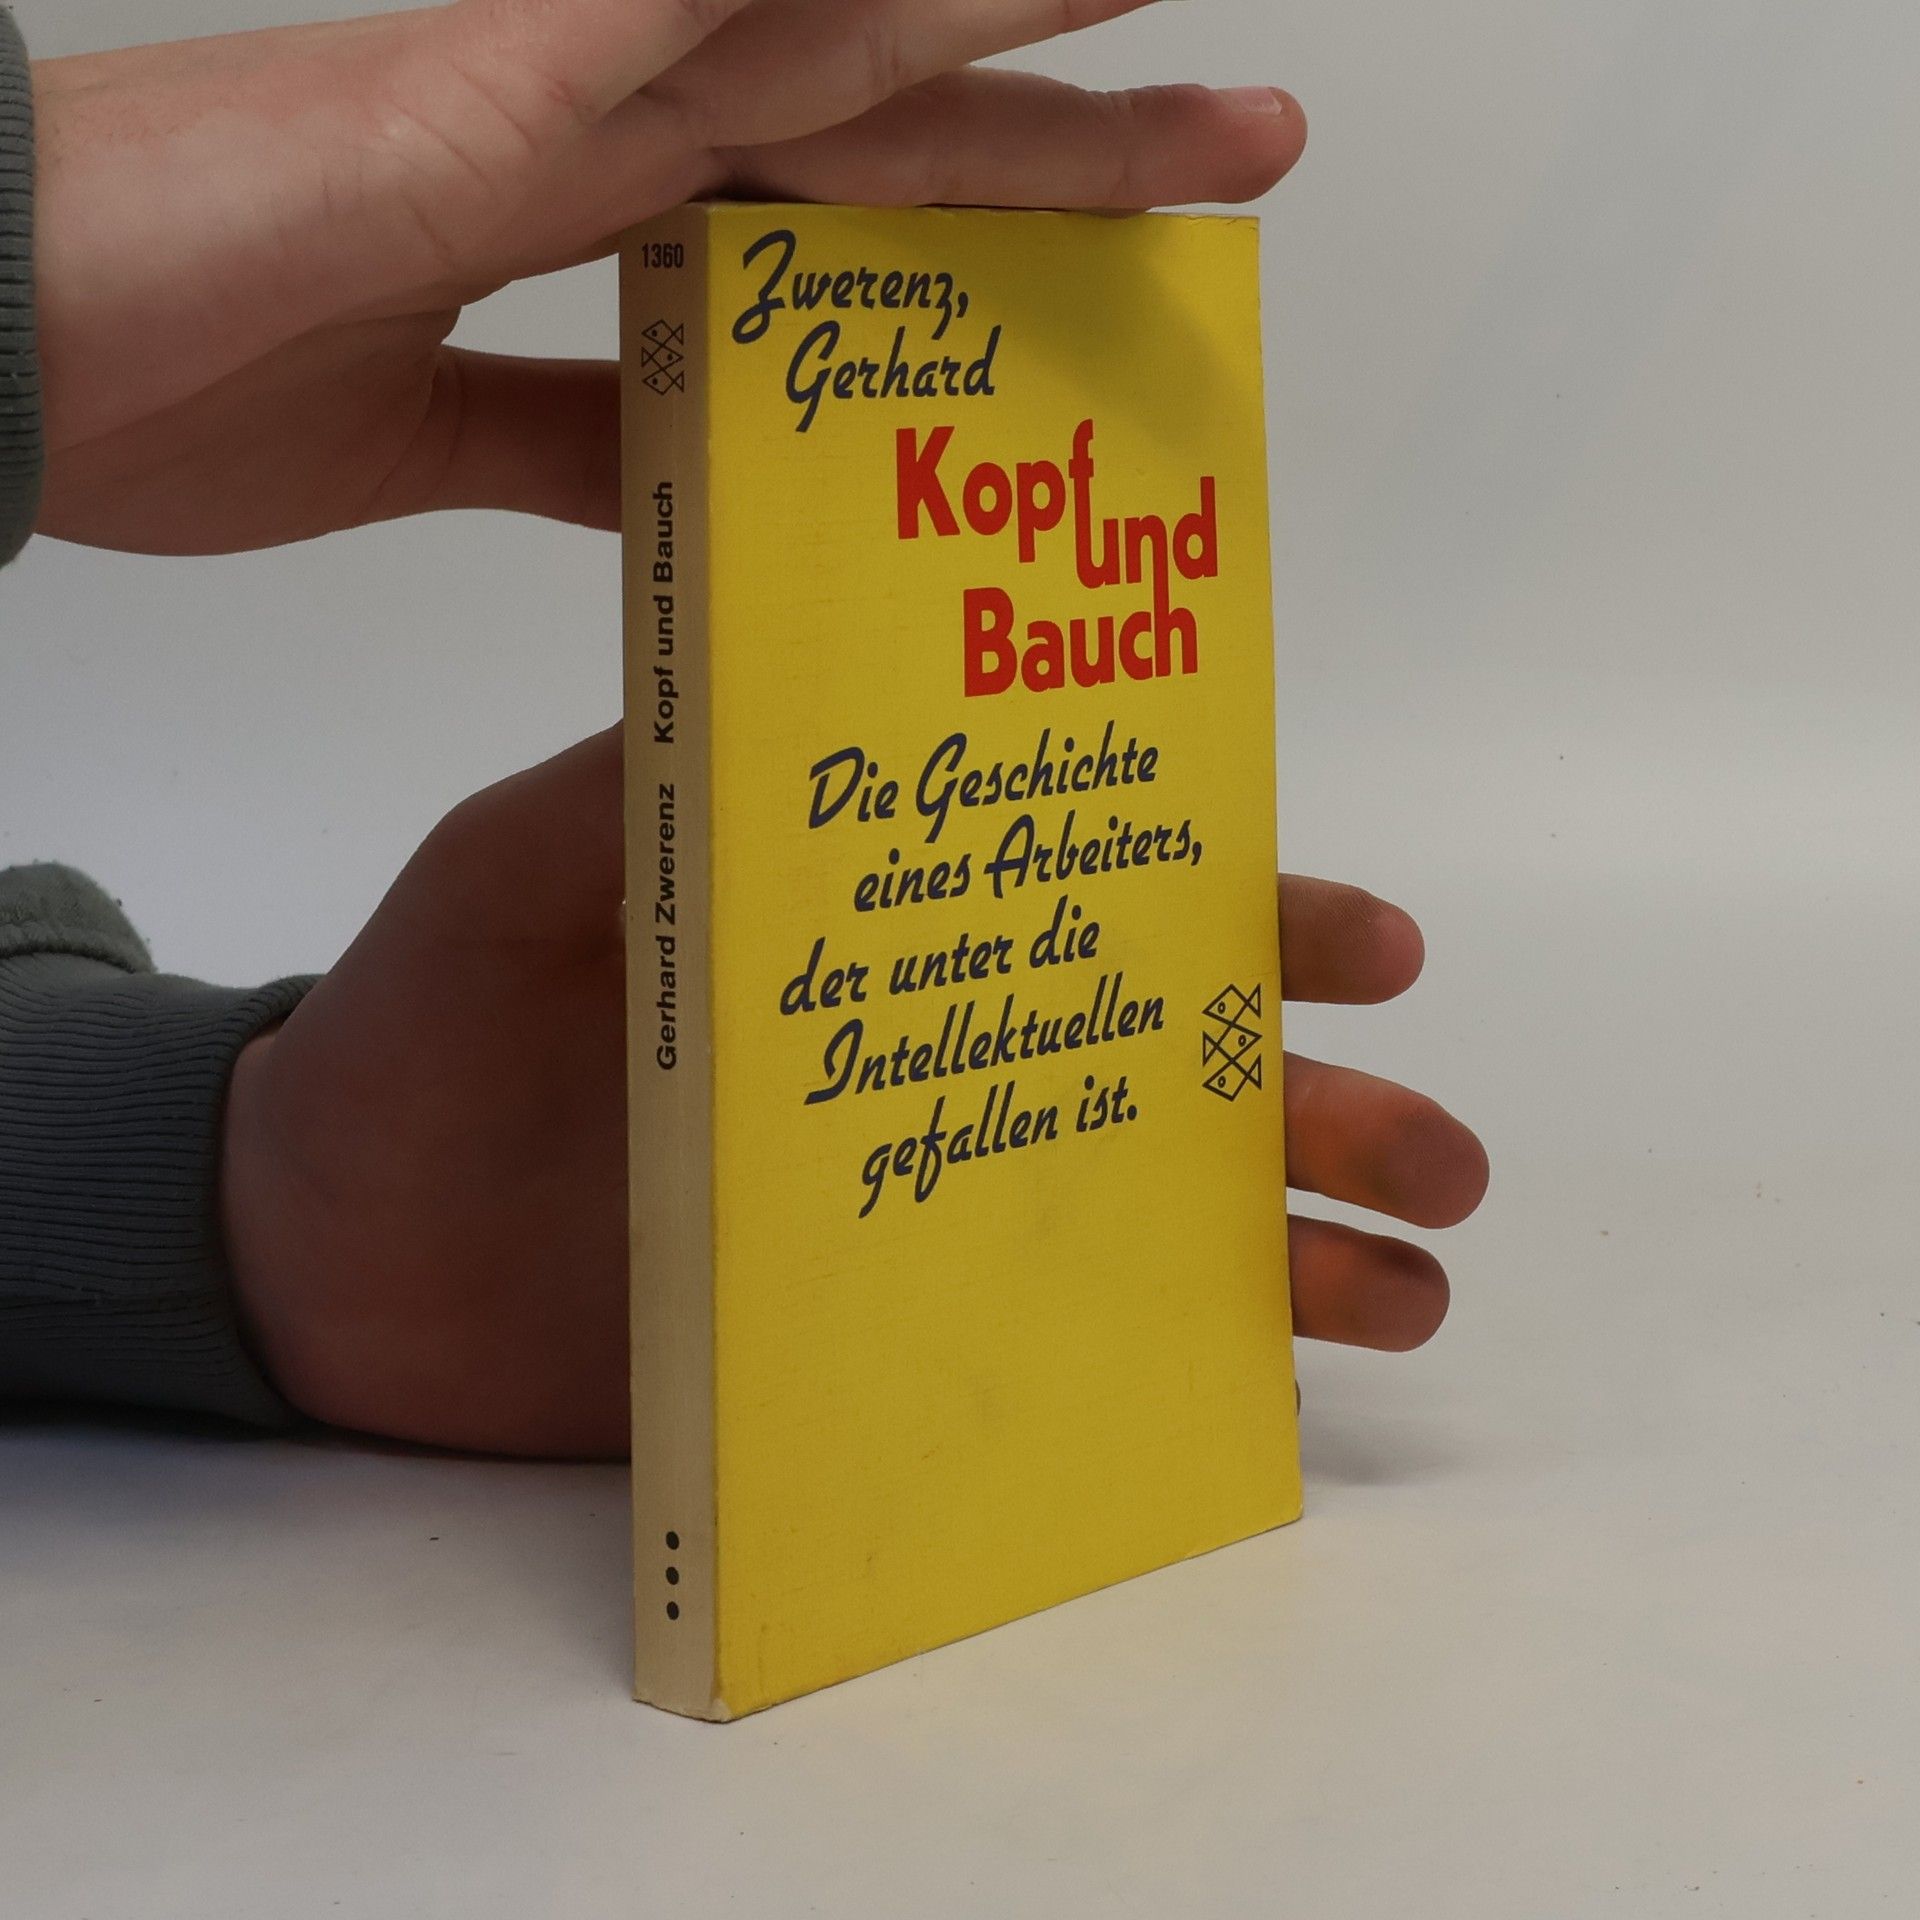 1360
Gerhard Zwerenz Kopf und Bauch
Zwerenz,
Gerhard
Kopf und
Bauch
Die Geschichte
eines Arbeiters,
der unter die
Intellektuellen
gefallen ist.